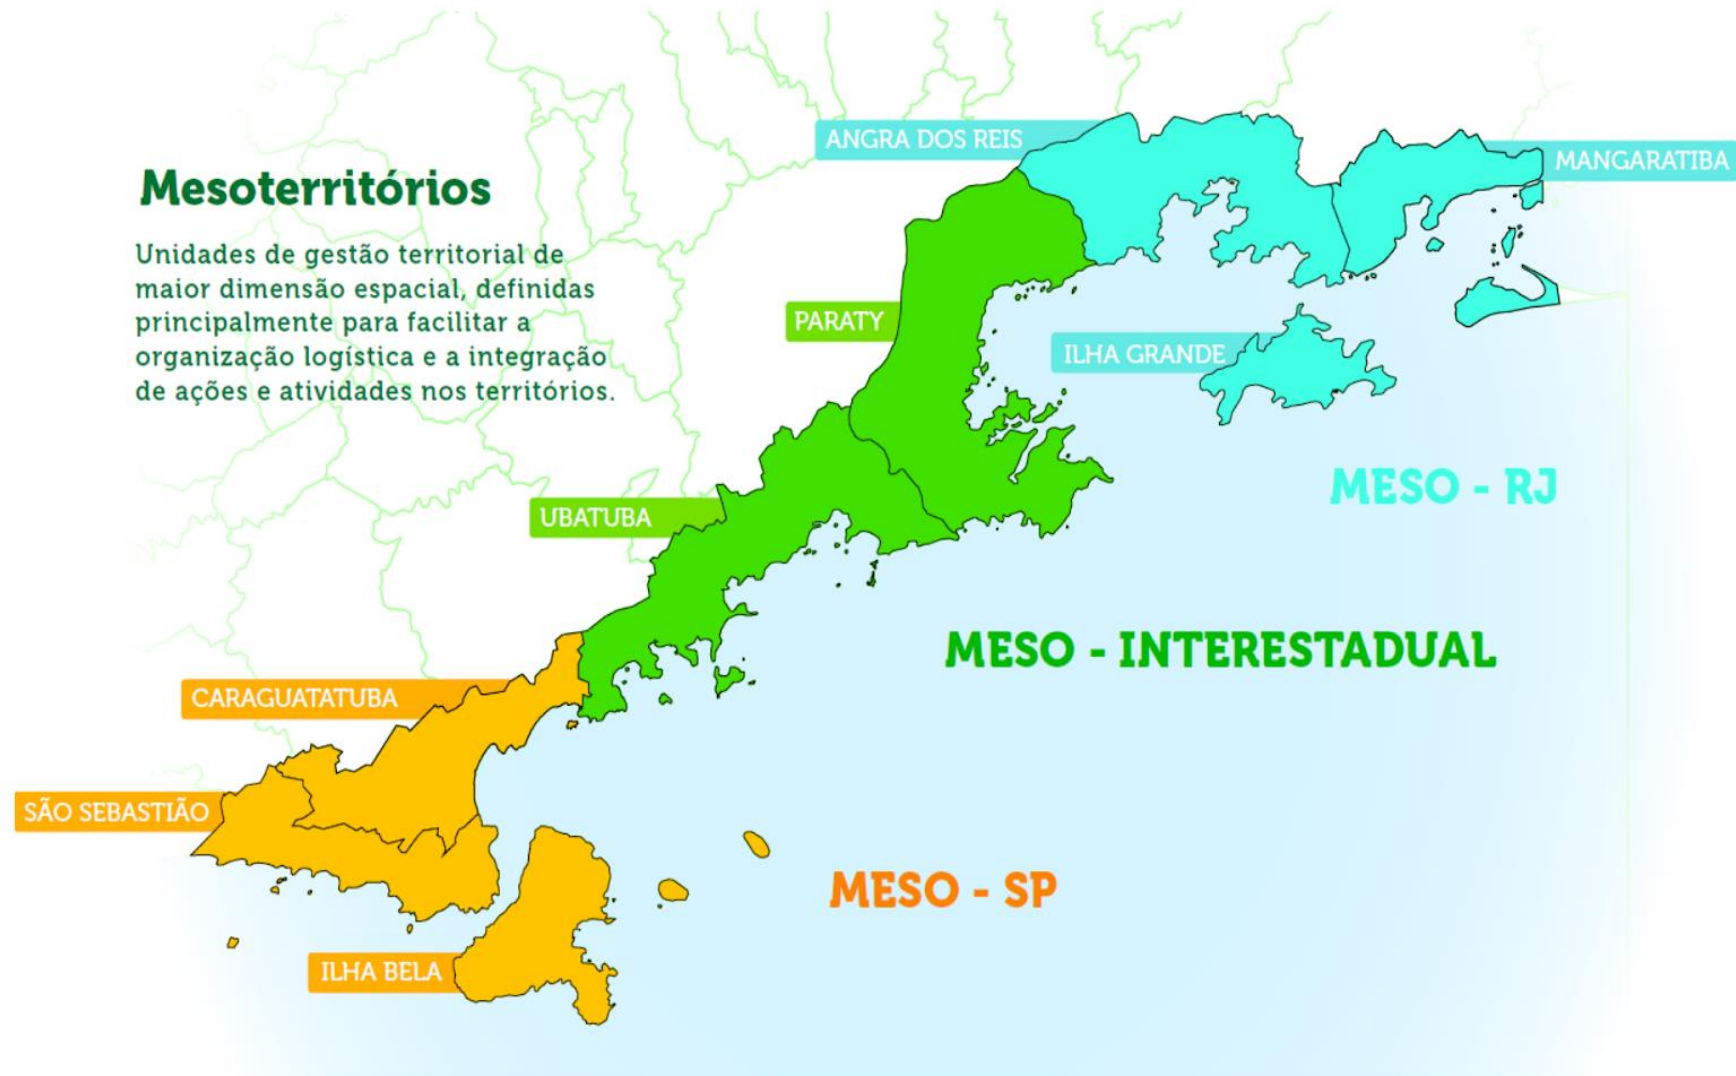 Mesoterritórios
Unidades de gestão territorial de
maior dimensão espacial, definidas
principalmente para facilitar a
organização logística e a integração
de ações e atividades nos territórios.
ANGRA DOS REIS
MANGARATIBA
PARATY
ILHA GRANDE
MESO - RJ
UBATUBA
MESO - INTERESTADUAL
CARAGUATATUBA
SÃO SEBASTIÃO
MESO - SP
ILHA BELA